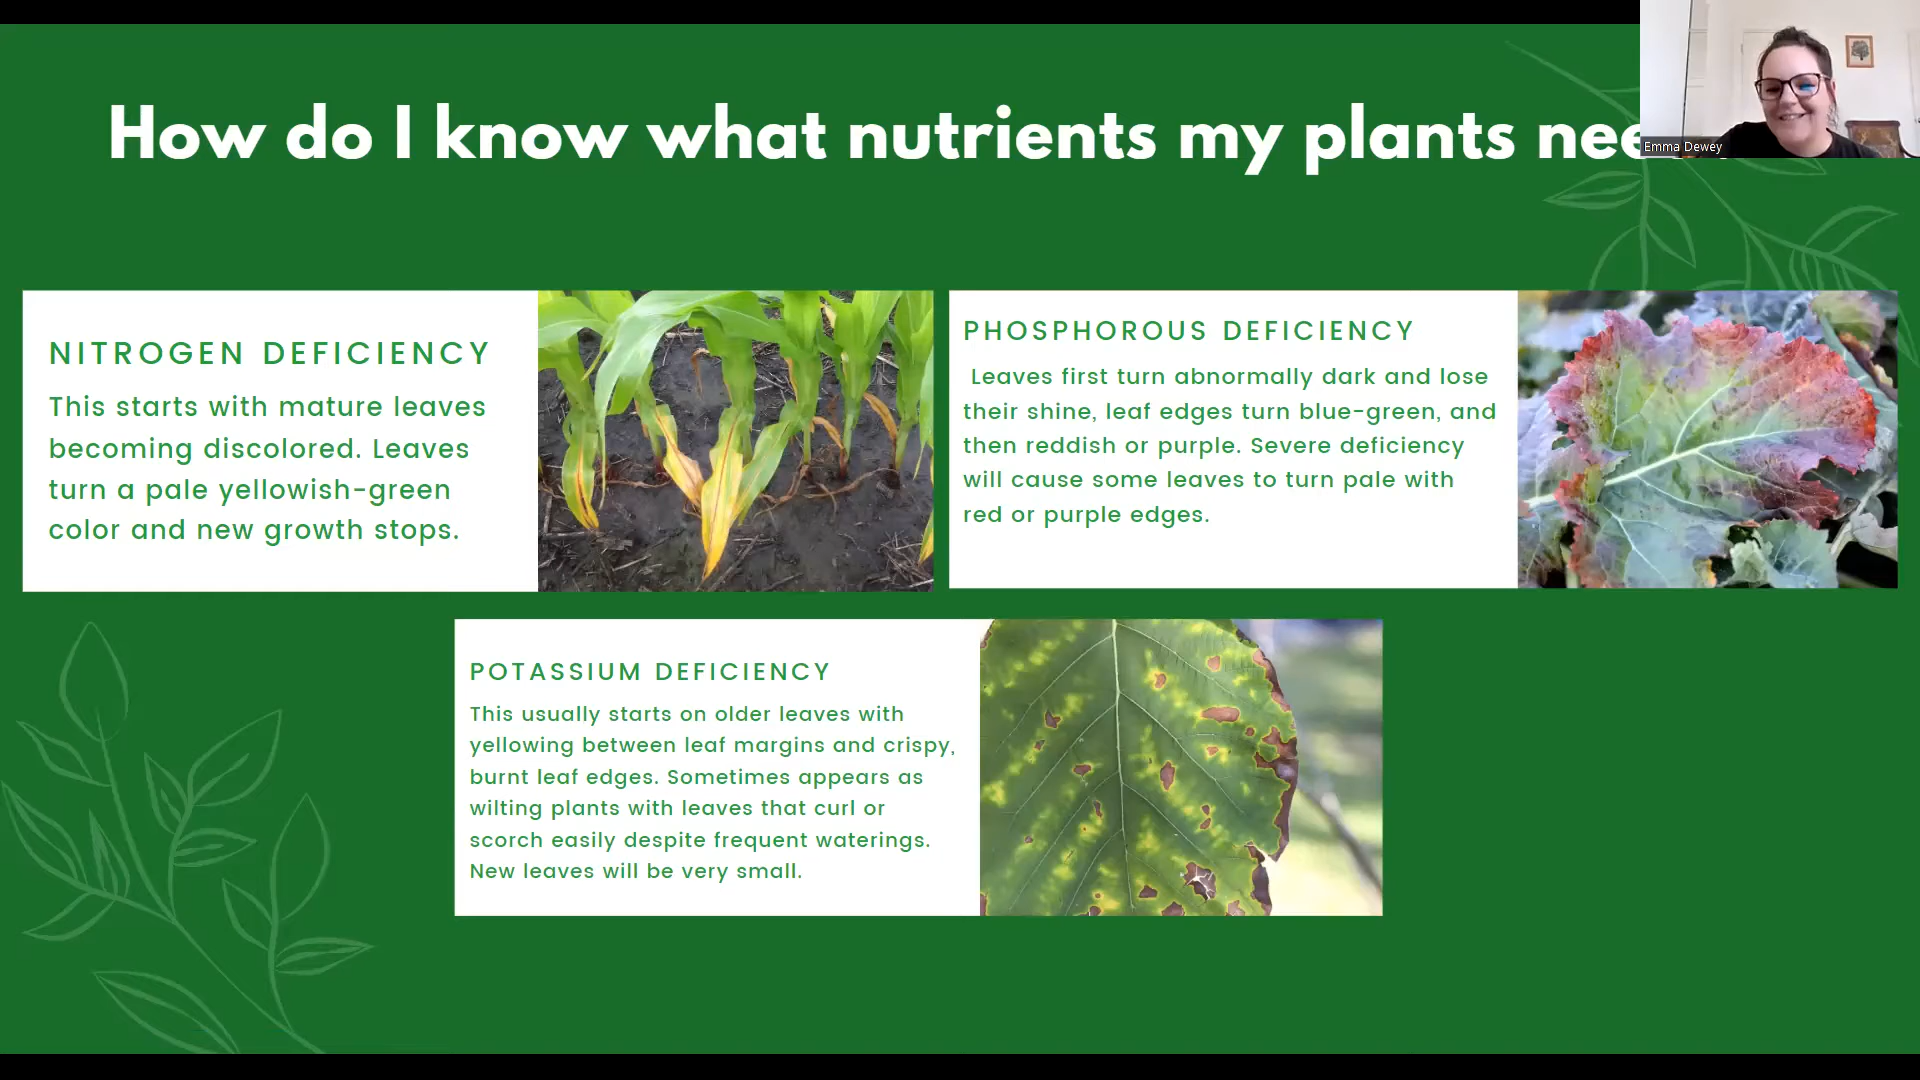 How do I know what nutrients my plants
Emma Dewey
NITROGEN DEFICIENCY
This starts with mature leaves
becoming discolored. Leaves
turn a pale yellowish-green
color and new growth stops.
PHOSPHOROUS DEFICIENCY
Leaves first turn abnormally dark and lose
their shine, leaf edges turn blue-green, and
then reddish or purple. Severe deficiency
will cause some leaves to turn pale with
red or purple edges.
POTASSIUM DEFICIENCY
This usually starts on older leaves with
yellowing between leaf margins and crispy,
burnt leaf edges. Sometimes appears as
wilting plants with leaves that curl or
scorch easily despite frequent waterings.
New leaves will be very small.